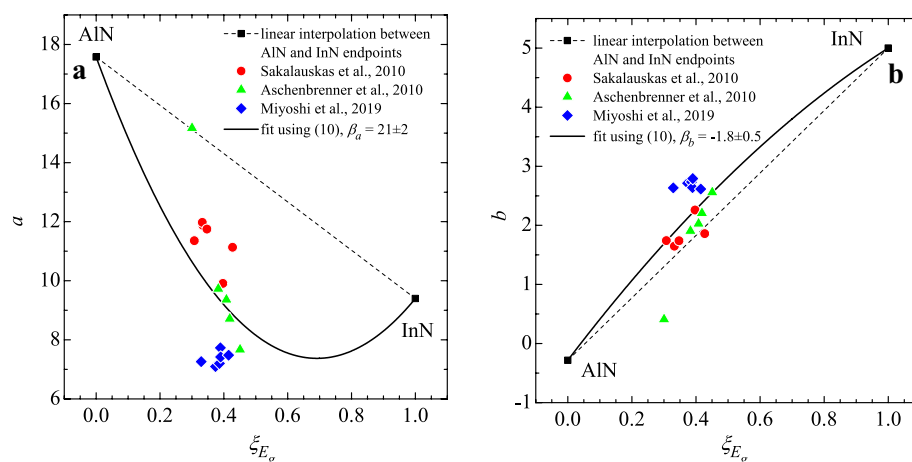 AlN
a
linear interpolation between
AlN and InN endpoints
Sakalauskas et al., 2010
Aschenbrenner et al., 2010
Miyoshi et al., 2019
fit using (10), βa = 21±2
18
16
14
12
10
8
6
a
InN
0.0 0.2 0.4 0.6 0.8 1.0
ξEg
linear interpolation between
AlN and InN endpoints
Sakalauskas et al., 2010
Aschenbrenner et al., 2010
Miyoshi et al., 2019
fit using (10), βb = -1.8±0.5
InN
b
5
4
3
2
1
0
-1
b
AlN
0.0 0.2 0.4 0.6 0.8 1.0
ξEg